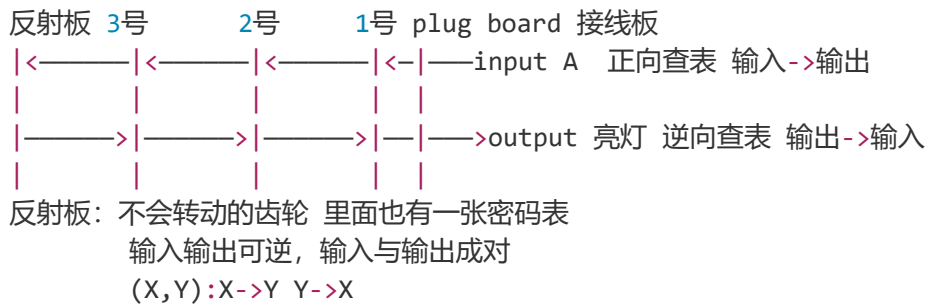 反射板 3号 2号 1号 plug board 接线板
|<——————|<——————|<——————|<—|———input A 正向查表 输入->输出
| | | | |
|——————>|——————>|——————>|——|———>output 亮灯 逆向查表 输出->输入
| | | | |
反射板：不会转动的齿轮 里面也有一张密码表
输入输出可逆，输入与输出成对
(X,Y):X->Y Y->X